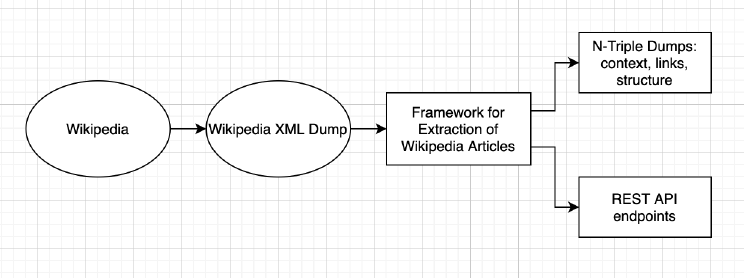 Wikipedia
Wikipedia XML Dump
Framework for
Extraction of
Wikipedia Articles
N-Triple Dumps:
context, links,
structure
REST API
endpoints